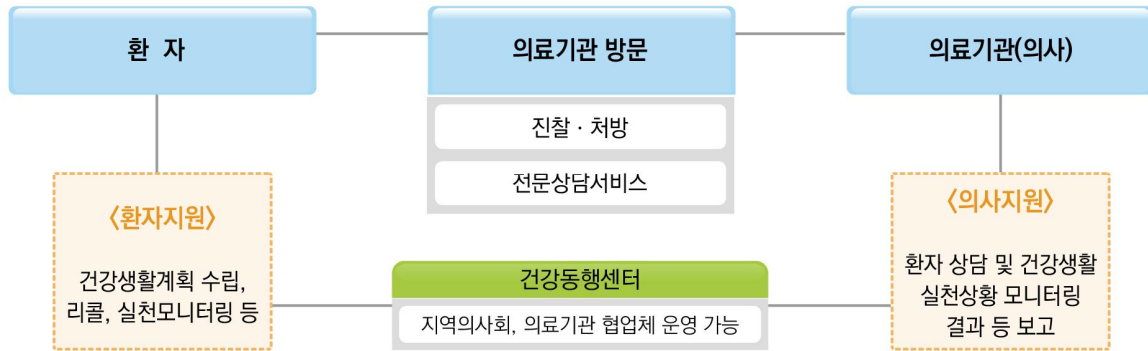 환 자
의료기관 방문
의료기관(의사)
진찰 · 처방
전문상담서비스
〈환자지원〉
건강생활계획 수립,
리콜, 실천모니터링 등
〈의사지원〉
환자 상담 및 건강생활
실천상황 모니터링
결과 등 보고
건강동행센터
지역의사회, 의료기관 협업체 운영 가능